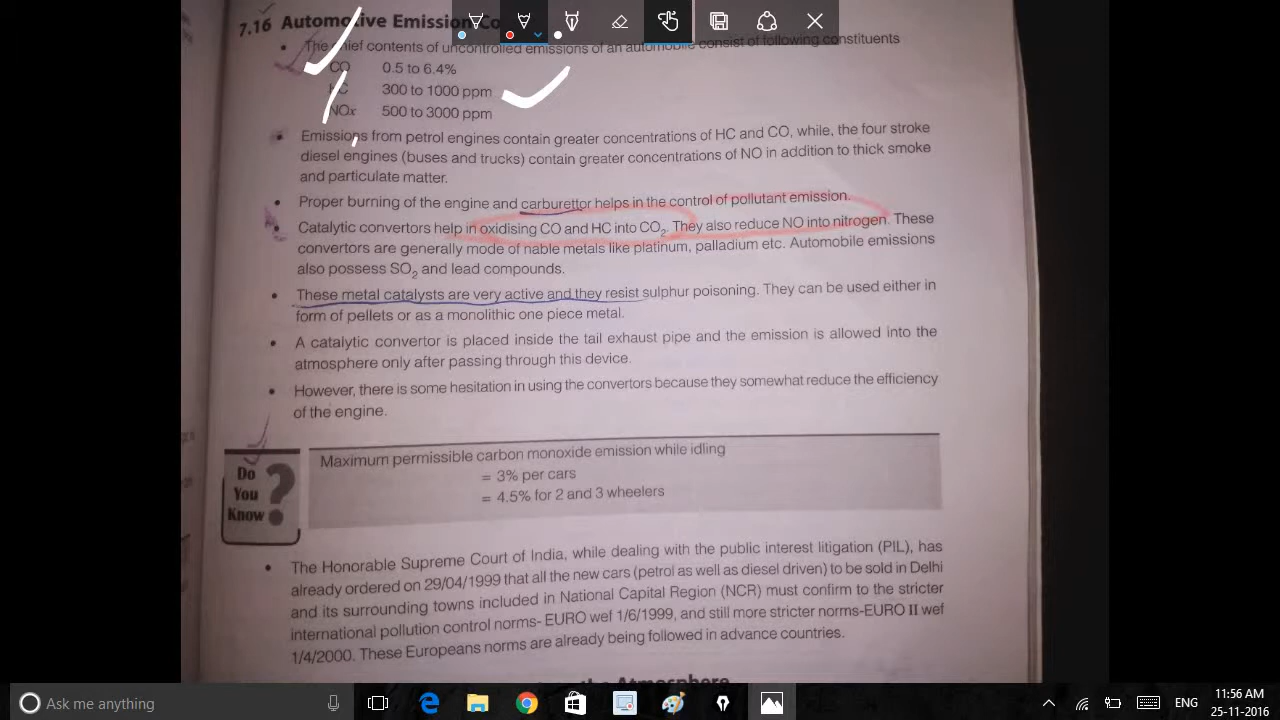 7.16 Automotive Emission Co
• The chief contents of uncontrolled emissions of an automobile consist of following constituents
CO 0.5 to 6.4%
HC 300 to 1000 ppm
NOx 500 to 3000 ppm
• Emissions from petrol engines contain greater concentrations of HC and CO, while, the four stroke
diesel engines (buses and trucks) contain greater concentrations of NO in addition to thick smoke
and particulate matter.
• Proper burning of the engine and carburettor helps in the control of pollutant emission.
• Catalytic convertors help in oxidising CO and HC into CO2. They also reduce NO into nitrogen. These
convertors are generally mode of nable metals like platinum, palladium etc. Automobile emissions
also possess SO2 and lead compounds.
• These metal catalysts are very active and they resist sulphur poisoning. They can be used either in
form of pellets or as a monolithic one piece metal.
• A catalytic convertor is placed inside the tail exhaust pipe and the emission is allowed into the
atmosphere only after passing through this device.
• However, there is some hesitation in using the convertors because they somewhat reduce the efficiency
of the engine.
Do
You
Know ?
Maximum permissible carbon monoxide emission while idling
= 3% per cars
= 4.5% for 2 and 3 wheelers
• The Honorable Supreme Court of India, while dealing with the public interest litigation (PIL), has
already ordered on 29/04/1999 that all the new cars (petrol as well as diesel driven) to be sold in Delhi
and its surrounding towns included in National Capital Region (NCR) must confirm to the stricter
international pollution control norms- EURO wef 1/6/1999, and still more stricter norms-EURO II wef
1/4/2000. These Europeans norms are already being followed in advance countries.
the Atmosphere
Ask me anything
ENG
11:56 AM
25-11-2016